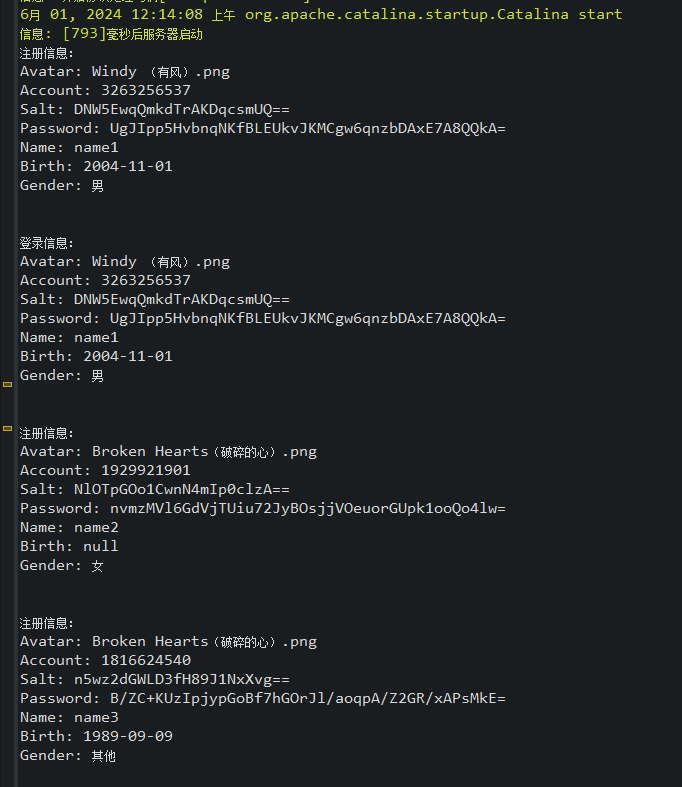 6月 01, 2024 12:14:08 上午 org.apache.catalina.startup.Catalina start
信息: [793]毫秒后服务器启动
注册信息:
Avatar: Windy （有风）.png
Account: 3263256537
Salt: DNW5EwqQmkdTrAKDqcsmUQ==
Password: UgJIpp5HvbnqNKfBLEUkvJKMCgw6qnzbDAxE7A8QQkA=
Name: name1
Birth: 2004-11-01
Gender: 男
登录信息:
Avatar: Windy （有风）.png
Account: 3263256537
Salt: DNW5EwqQmkdTrAKDqcsmUQ==
Password: UgJIpp5HvbnqNKfBLEUkvJKMCgw6qnzbDAxE7A8QQkA=
Name: name1
Birth: 2004-11-01
Gender: 男
注册信息:
Avatar: Broken Hearts（破碎的心）.png
Account: 1929921901
Salt: NlOTpGOo1CwnN4mIp0clzA==
Password: nvmzMVl6GdVjTUiu72JyBOsjjVOeuorGUpk1ooQo4lw=
Name: name2
Birth: null
Gender: 女
注册信息:
Avatar: Broken Hearts（破碎的心）.png
Account: 1816624540
Salt: n5wz2dGWLD3fH89J1NxXvg==
Password: B/ZC+KUzIpjypGoBf7hGOrJl/aoqpA/Z2GR/xAPsMkE=
Name: name3
Birth: 1989-09-09
Gender: 其他